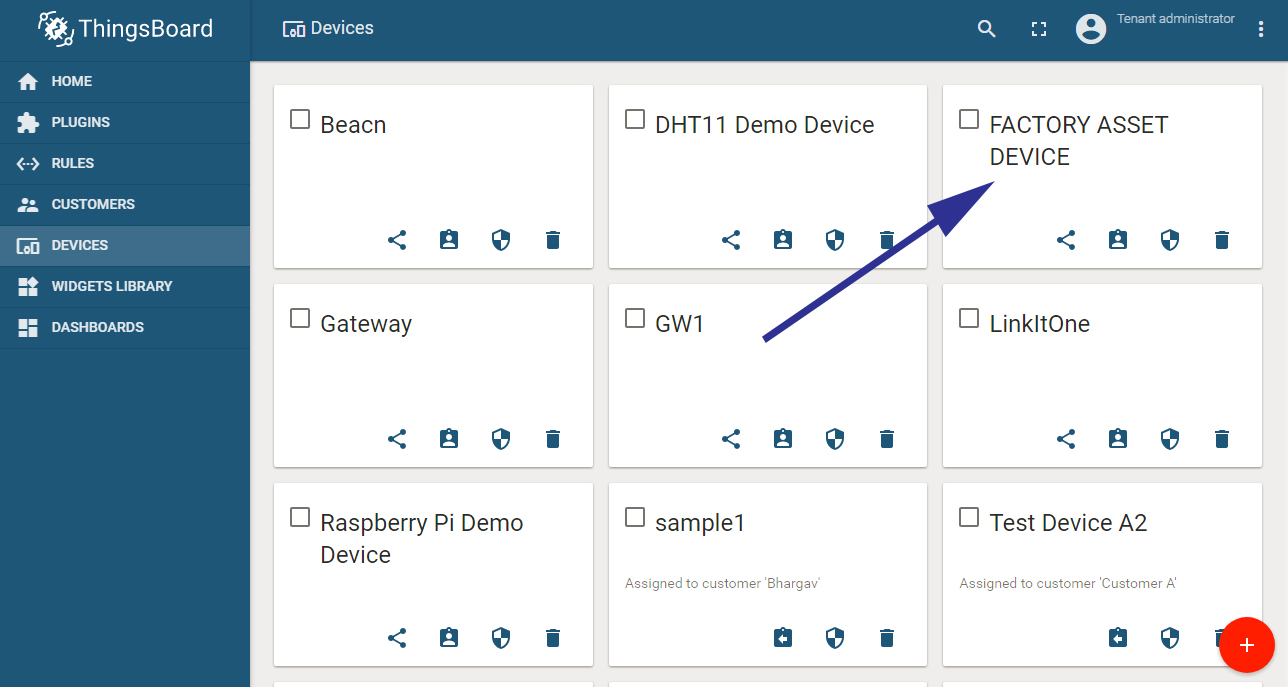 ThingsBoard
Devices
Tenant administrator
HOME
PLUGINS
RULES
CUSTOMERS
DEVICES
WIDGETS LIBRARY
DASHBOARDS
Beacn
DHT11 Demo Device
FACTORY ASSET
DEVICE
Gateway
GW1
LinkItOne
Raspberry Pi Demo
Device
sample1
Assigned to customer 'Bhargav'
Test Device A2
Assigned to customer 'Customer A'